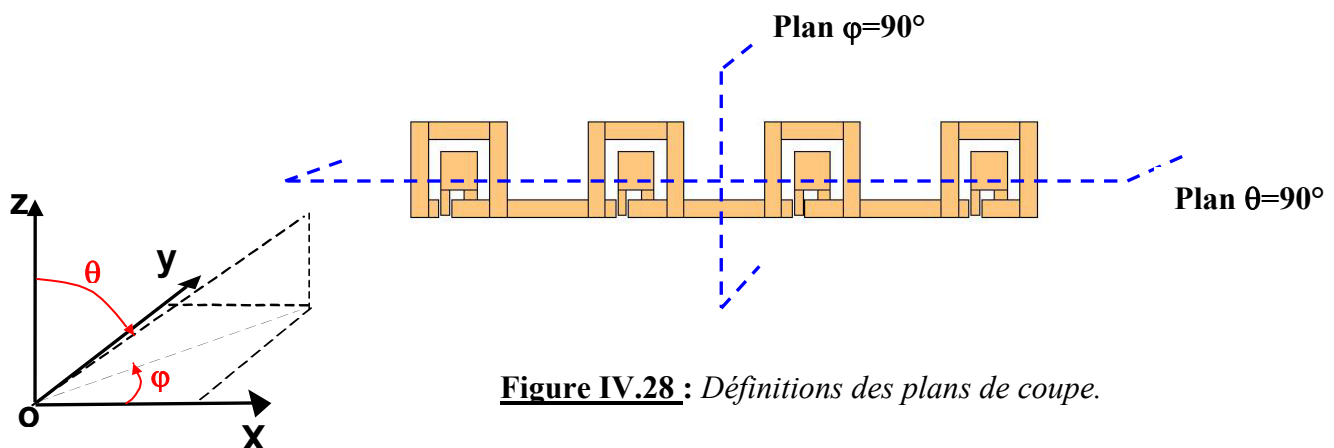 Plan φ=90°
Plan θ=90°
z
y
θ
φ
o
x
Figure IV.28 : Définitions des plans de coupe.